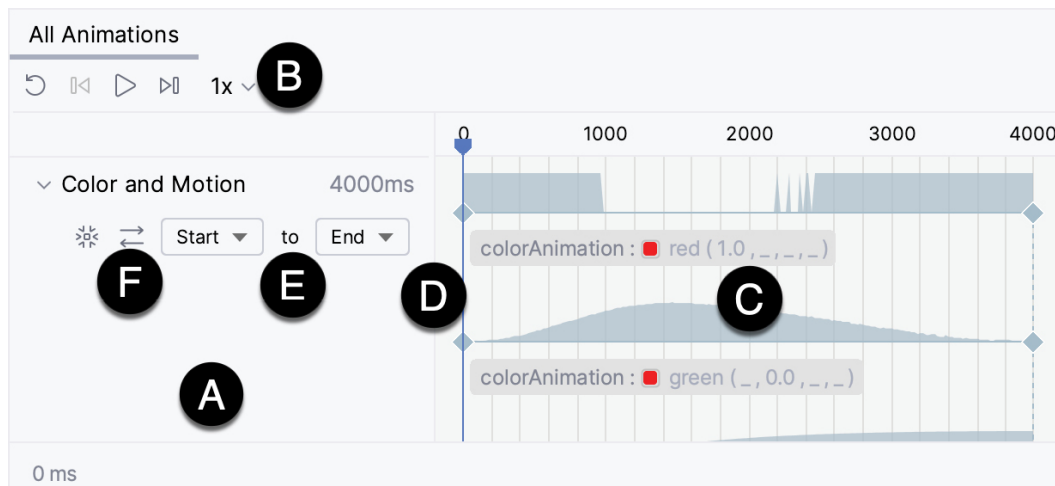 All Animations
1x B
0 1000 2000 3000 4000
Color and Motion 4000ms
Start to End
F E D C
colorAnimation : red ( 1.0 , _ , _ , _ )
A
colorAnimation : green ( _ , 0.0 , _ , _ )
0 ms